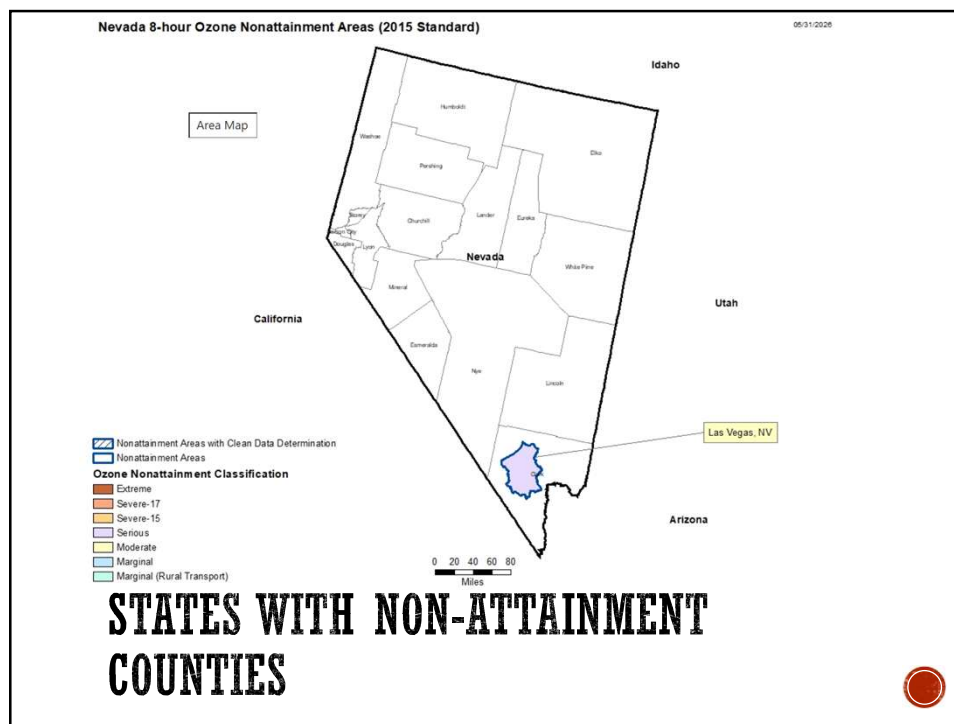 Nevada 8-hour Ozone Nonattainment Areas (2015 Standard)
05/31/2026
Idaho
Area Map
Humboldt
Washoe
Elko
Pershing
Storey
Churchill
Lander
Eureka
Douglas
Lyon
Nevada
White Pine
Mineral
Utah
California
Esmeralda
Nye
Lincoln
Las Vegas, NV
Nonattainment Areas with Clean Data Determination
Nonattainment Areas
Ozone Nonattainment Classification
Extreme
Severe-17
Severe-15
Serious
Moderate
Marginal
Marginal (Rural Transport)
Arizona
0 20 40 60 80
Miles
STATES WITH NON-ATTAINMENT
COUNTIES